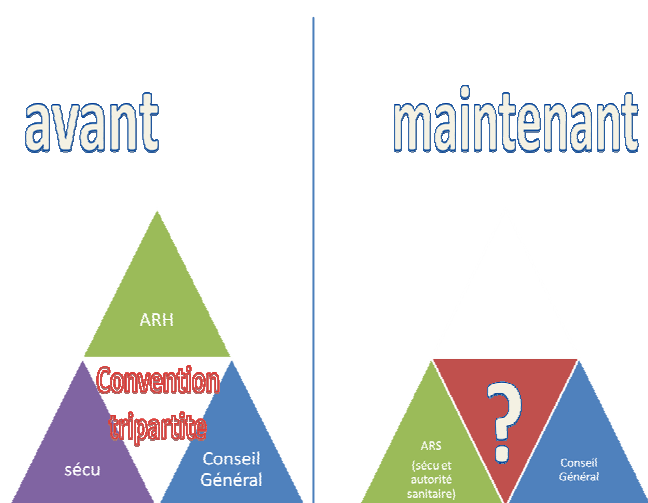 avant
ARH
Convention
tripartite
sécu
Conseil
Général
maintenant
?
ARS
(sécu et
autorité
sanitaire)
Conseil
Général